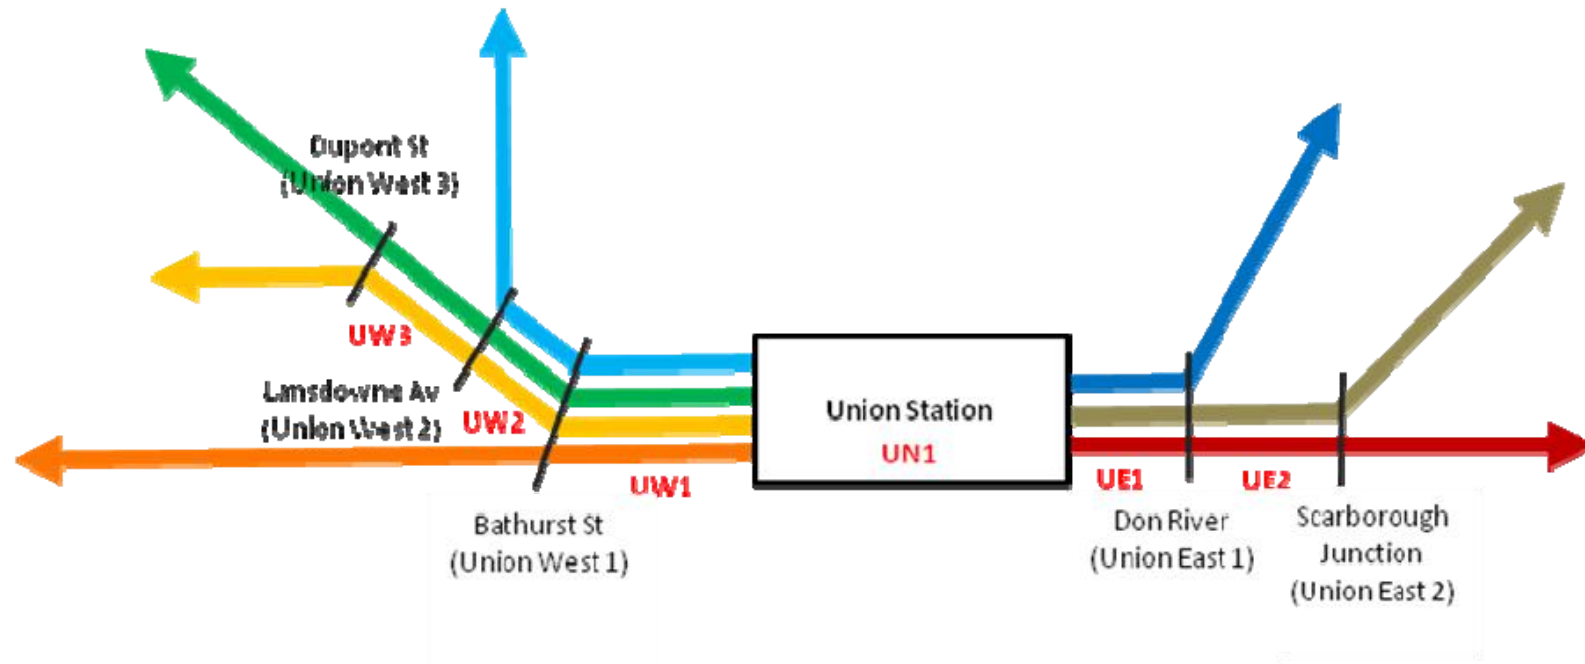 Dupont St
(Union West 3)
UW3
Lansdowne Av
(Union West 2)
UW2
UW1
Bathurst St
(Union West 1)
Union Station
UN1
UE1
UE2
Don River
(Union East 1)
Scarborough
Junction
(Union East 2)